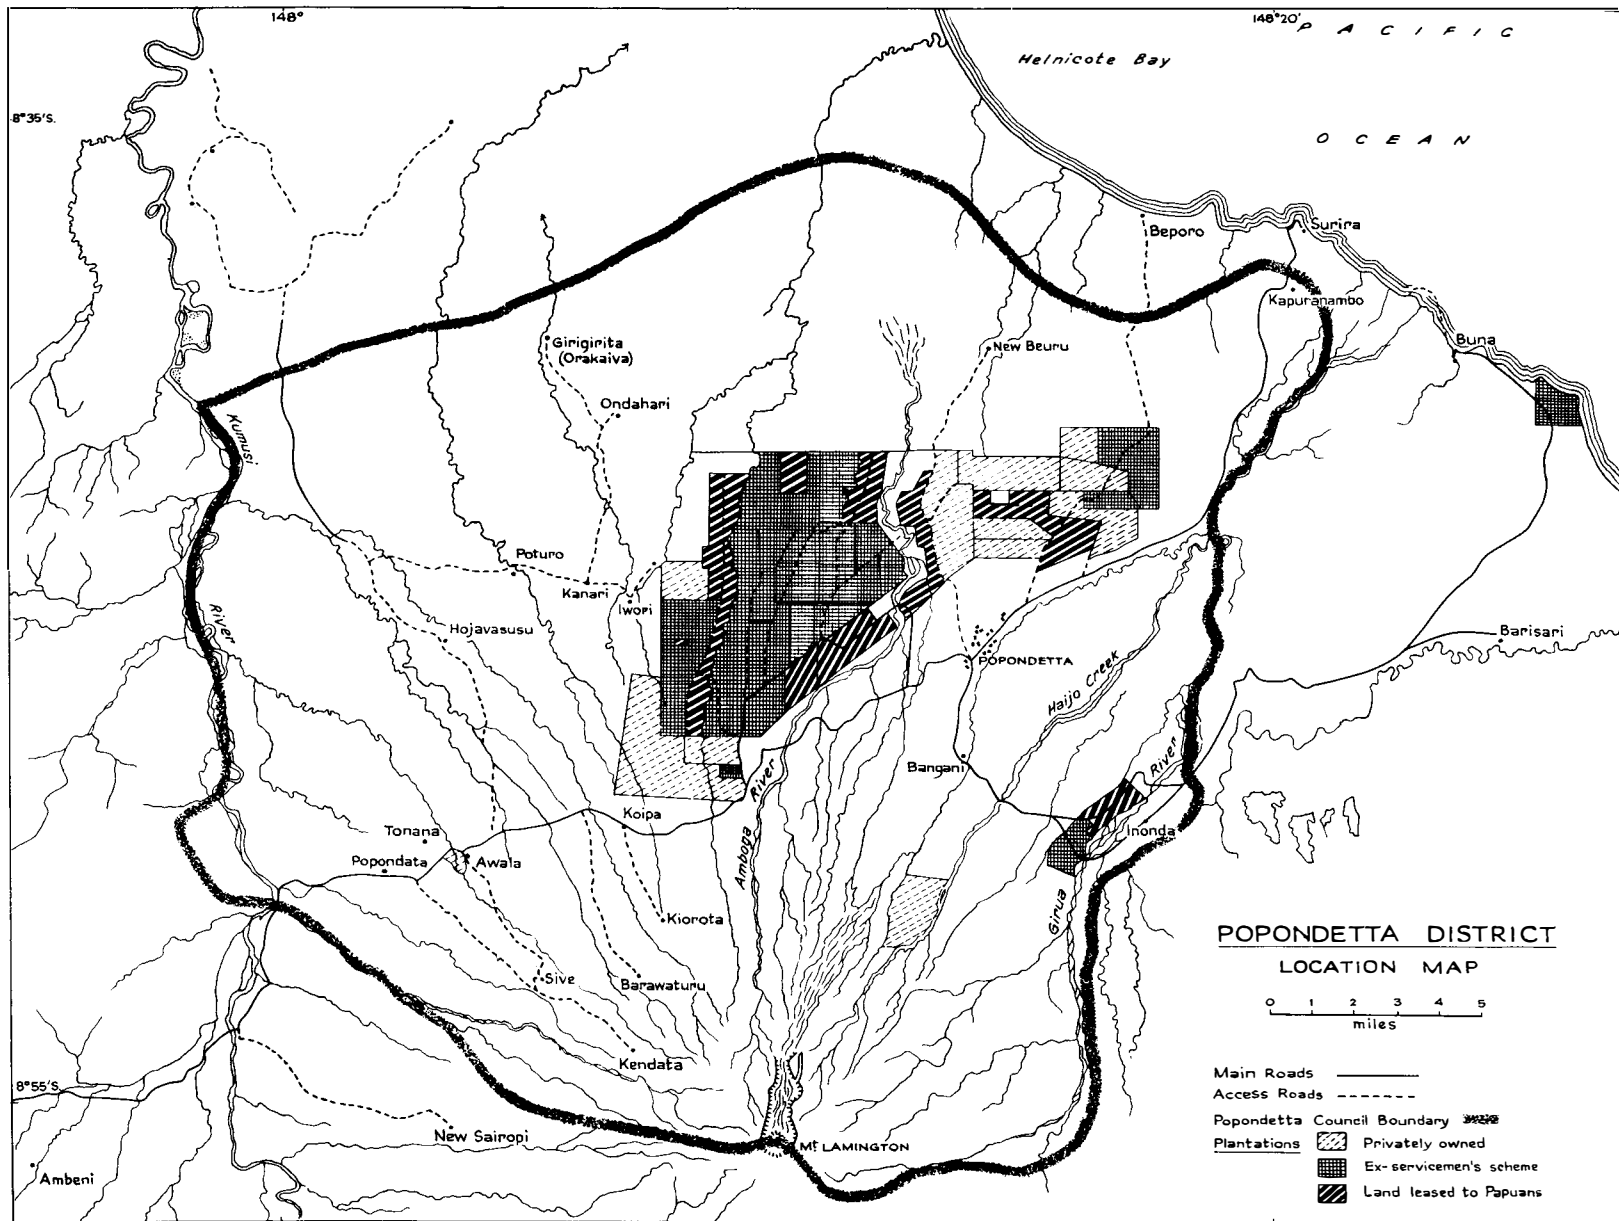 148°
148°20'
PACIFIC
Helnicote Bay
8°35'S.
OCEAN
Beporo
Surira
Kapuranambo
Buna
Girigirita
(Orakaiva)
New Beuru
Ondahari
Kumusi
Poturo
Kanari
Iwori
River
Hojavasusu
Barisari
POPONDETTA
Haijo Creek
Bangani
River
River
Koipa
Tonana
Inonda
Popondata
Awala
Amboga
Kiorota
Girua
POPONDETTA DISTRICT
LOCATION MAP
Sive
Barawaturu
0 1 2 3 4 5
miles
Kendata
Main Roads
8°55'S.
Access Roads
Popondetta Council Boundary
New Sairopi
Mt LAMINGTON
Plantations
Privately owned
Ex-servicemen's scheme
Ambeni
Land leased to Papuans